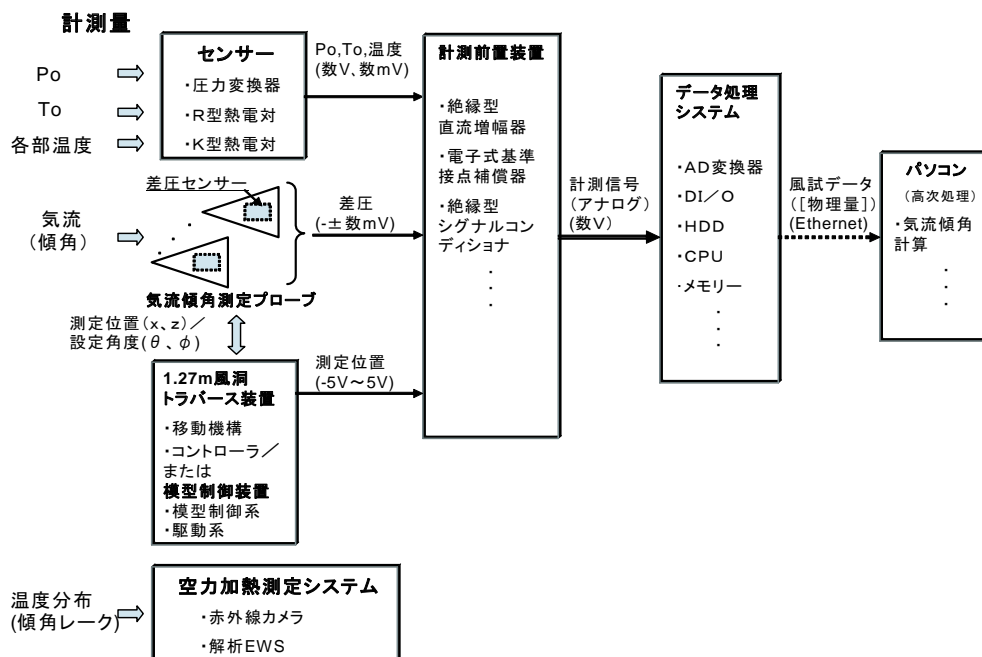 計測量
Po
To
各部温度
センサー
・圧力変換器
・R型熱電対
・K型熱電対
Po,To,温度
(数V、数mV)
差圧センサー
気流
(傾角)
差圧
(-±数mV)
気流傾角測定プローブ
測定位置(x、z)／
設定角度(θ、φ)
1.27m風洞
トラバース装置
・移動機構
・コントローラ／
または
模型制御装置
・模型制御系
・駆動系
測定位置
(-5V～5V)
計測前置装置
・絶縁型
直流増幅器
・電子式基準
接点補償器
・絶縁型
シグナルコン
ディショナ
計測信号
(アナログ)
(数V)
データ処理
システム
・AD変換器
・DI／O
・HDD
・CPU
・メモリー
風試データ
([物理量])
(Ethernet)
パソコン
(高次処理)
・気流傾角
計算
温度分布
(傾角レーク)
空力加熱測定システム
・赤外線カメラ
・解析EWS